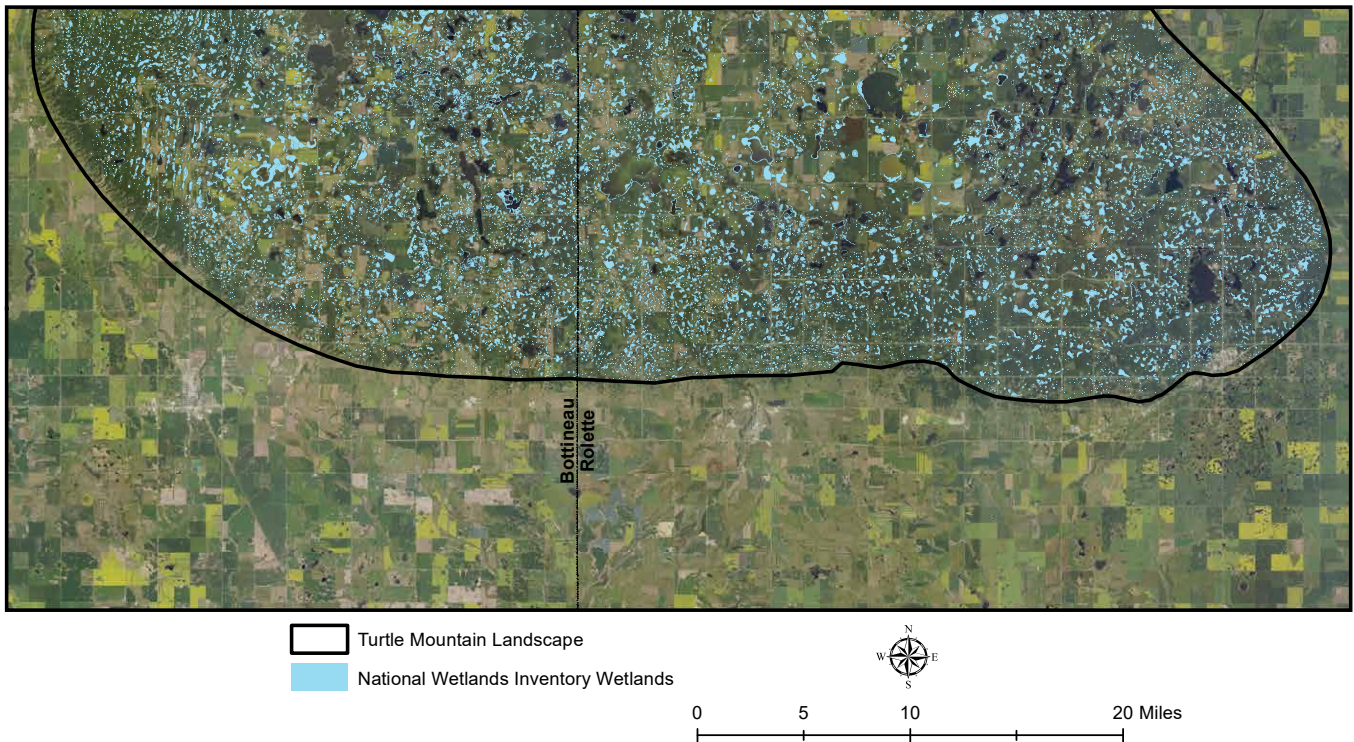 Bottineau
Rolette
Turtle Mountain Landscape
National Wetlands Inventory Wetlands
N
W E
S
0 5 10 20 Miles